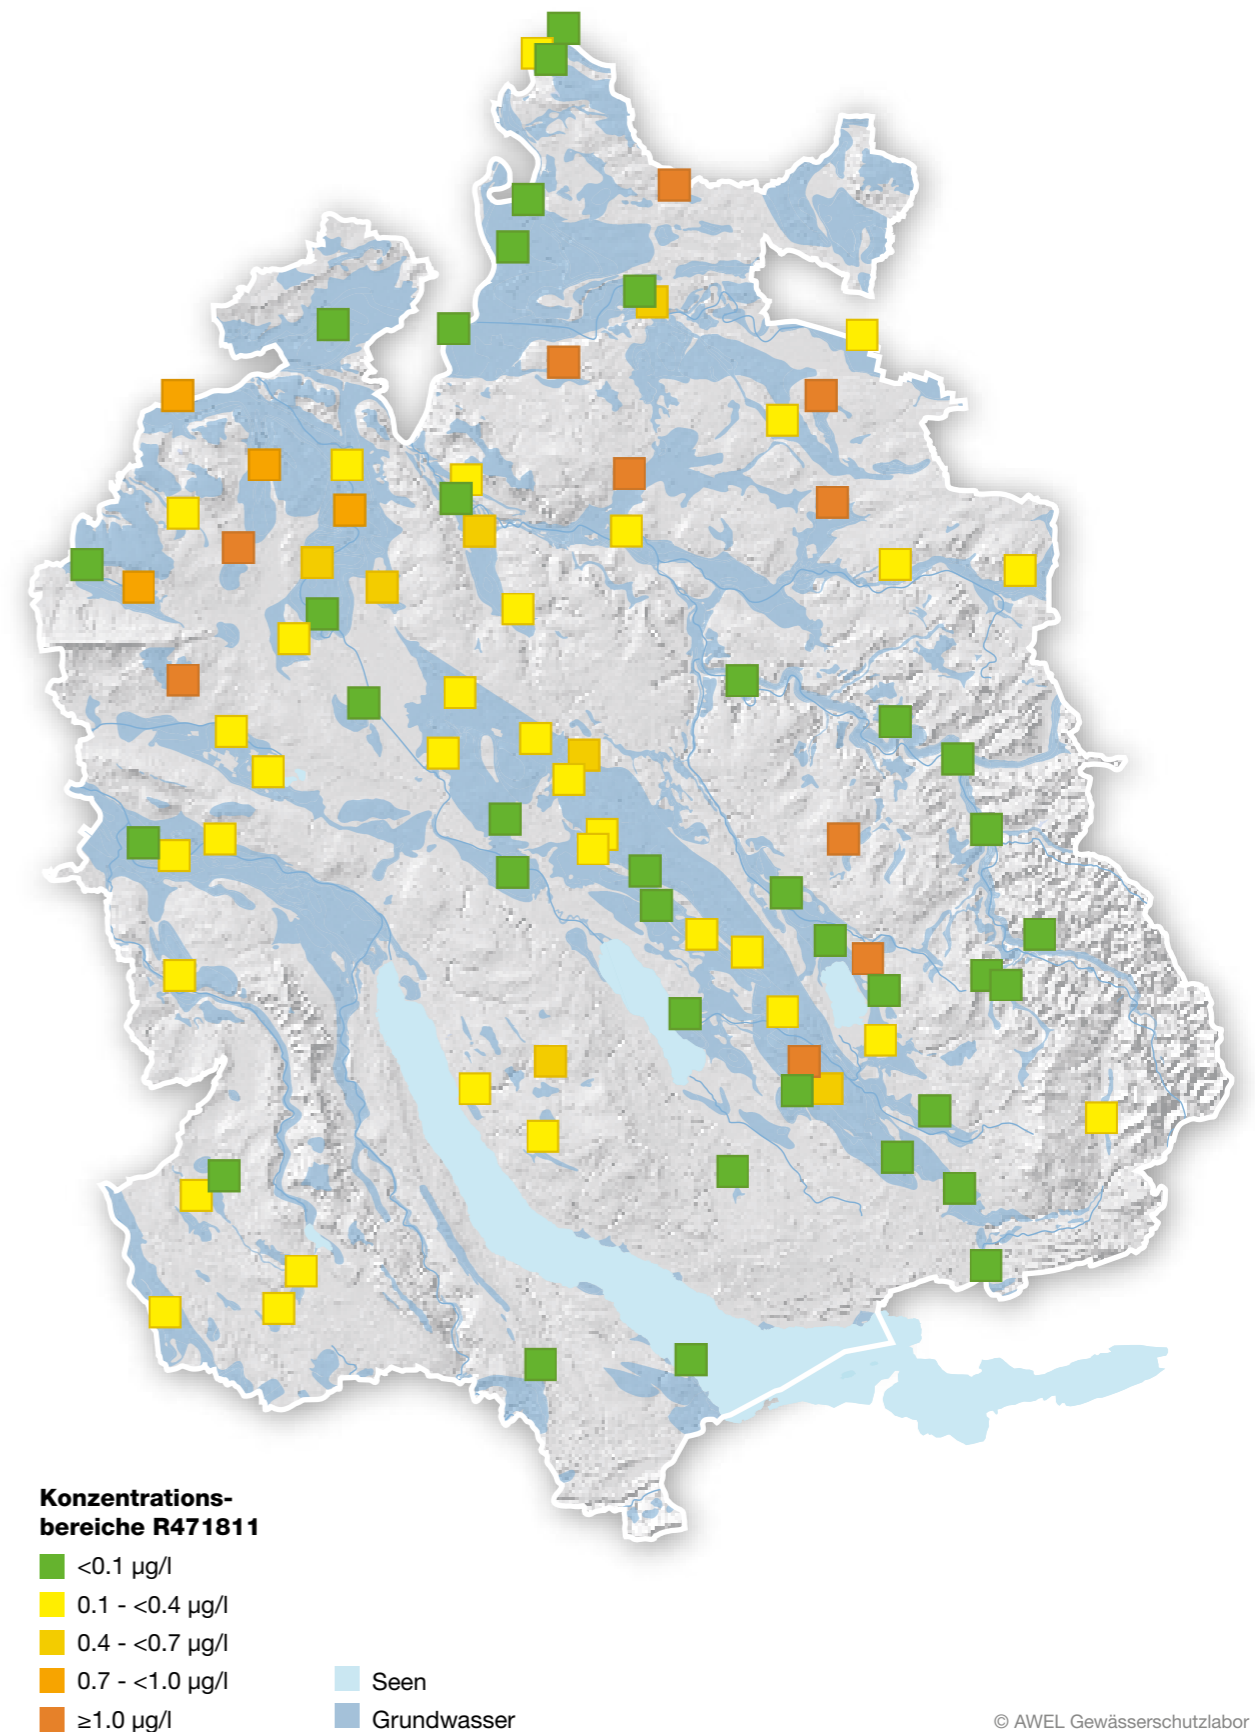 Konzentrations-
bereiche R471811
<0.1 µg/l
0.1 - <0.4 µg/l
0.4 - <0.7 µg/l
0.7 - <1.0 µg/l
≥1.0 µg/l
Seen
Grundwasser
© AWEL Gewässerschutzlabor